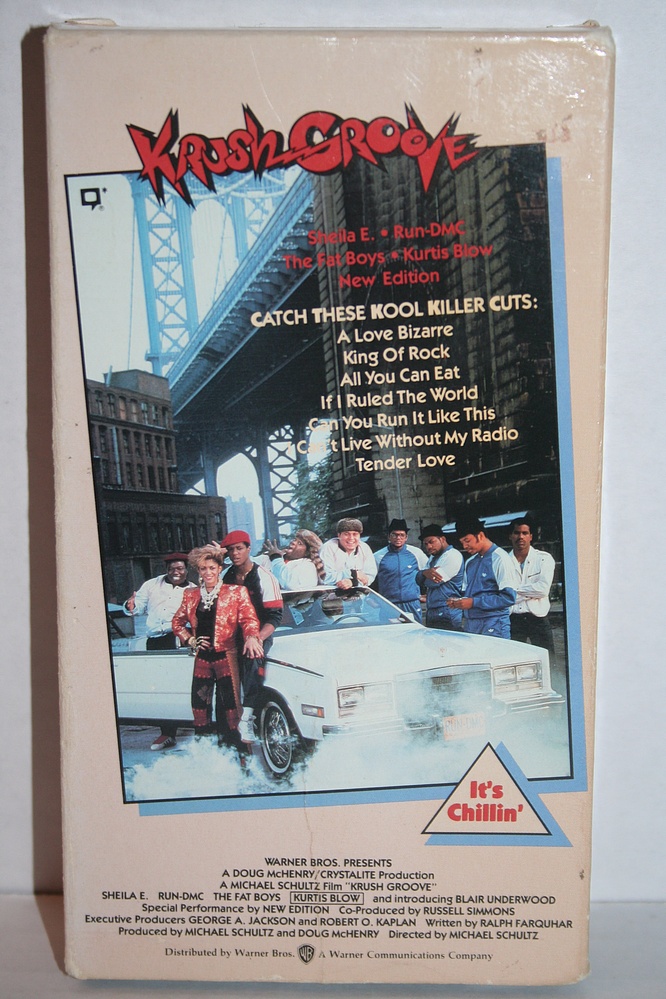 KRUSH GROOVE
Sheila E. • Run-DMC
The Fat Boys • Kurtis Blow
New Edition
CATCH THESE KOOL KILLER CUTS:
A Love Bizarre
King Of Rock
All You Can Eat
If I Ruled The World
Can You Run It Like This
Can't Live Without My Radio
Tender Love
It's
Chillin'
WARNER BROS. PRESENTS
A DOUG McHENRY/CRYSTALITE Production
A MICHAEL SCHULTZ Film "KRUSH GROOVE"
SHEILA E. RUN-DMC THE FAT BOYS KURTIS BLOW and introducing BLAIR UNDERWOOD
Special Performance by NEW EDITION Co-Produced by RUSSELL SIMMONS
Executive Producers GEORGE A. JACKSON and ROBERT O. KAPLAN Written by RALPH FARQUHAR
Produced by MICHAEL SCHULTZ and DOUG McHENRY Directed by MICHAEL SCHULTZ
Distributed by Warner Bros. WB A Warner Communications Company